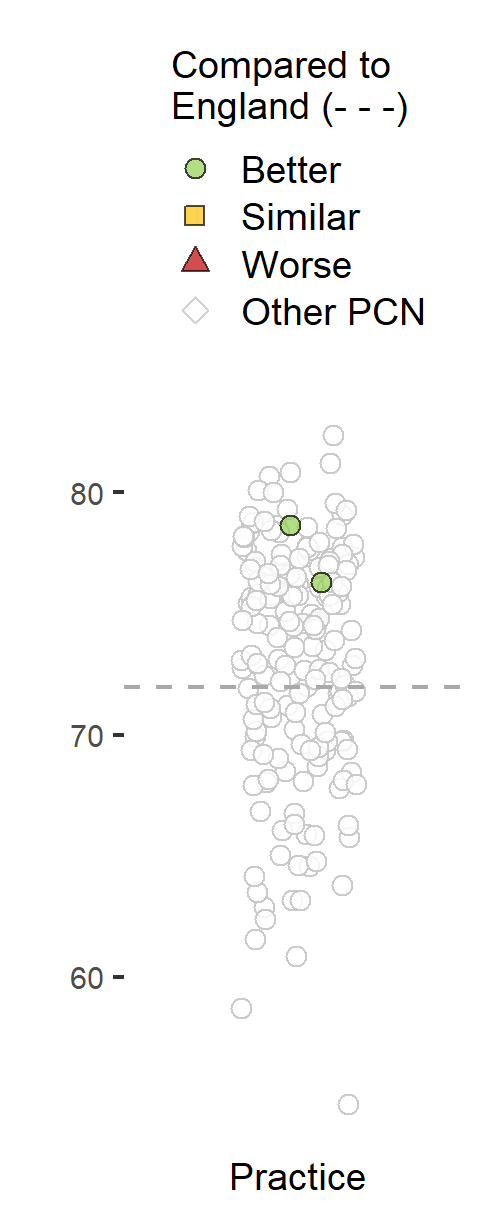 Compared to
England (- - -)
Better
Similar
Worse
Other PCN
80
70
60
Practice